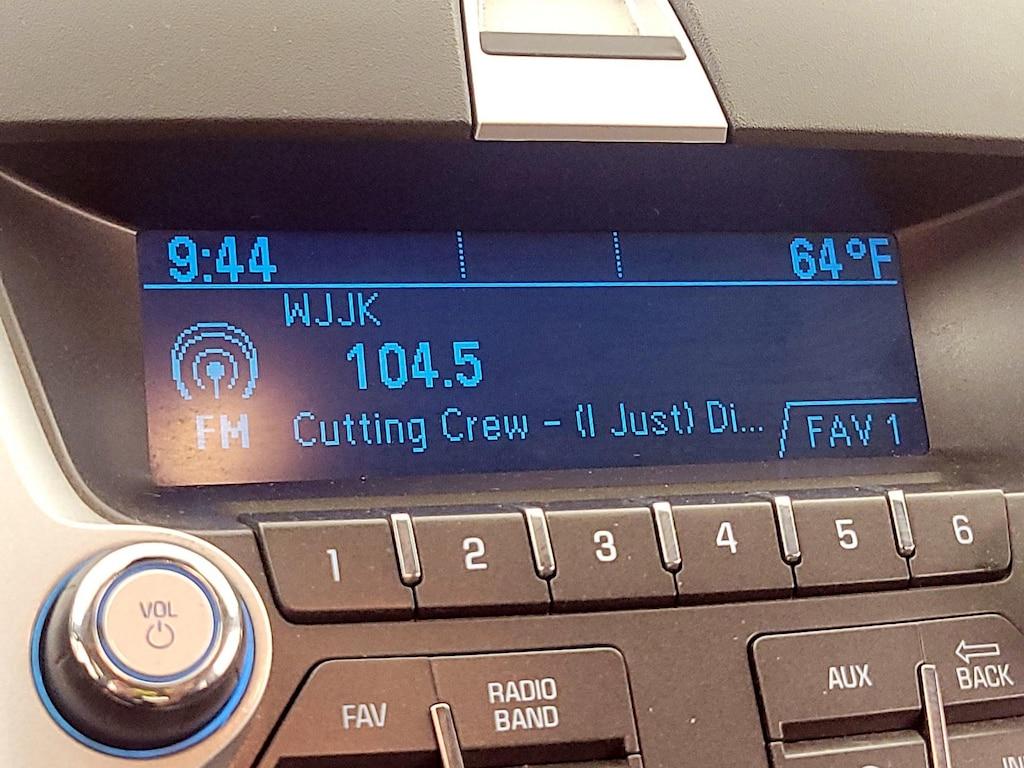 9:44 64°F
WJJK
104.5
FM Cutting Crew - (I Just) Di... FAV 1
1 2 3 4 5 6
VOL
FAV RADIO BAND AUX BACK